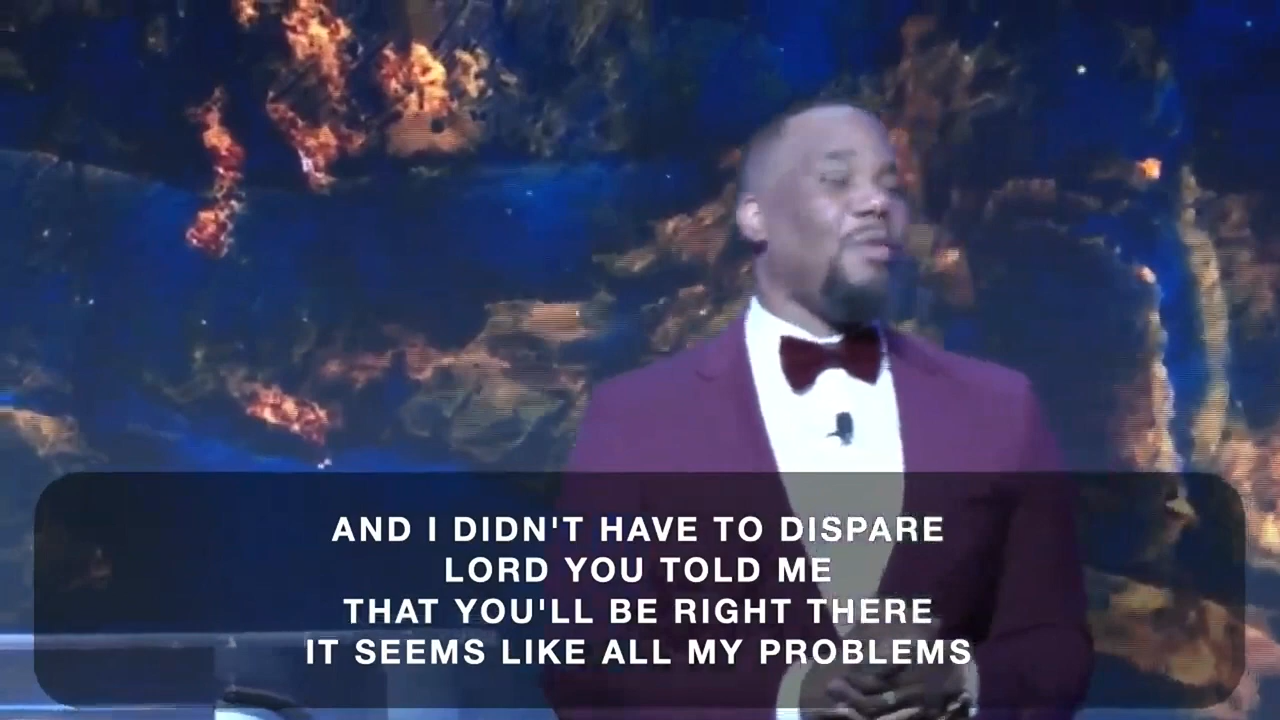 AND I DIDN'T HAVE TO DISPARE
LORD YOU TOLD ME
THAT YOU'LL BE RIGHT THERE
IT SEEMS LIKE ALL MY PROBLEMS